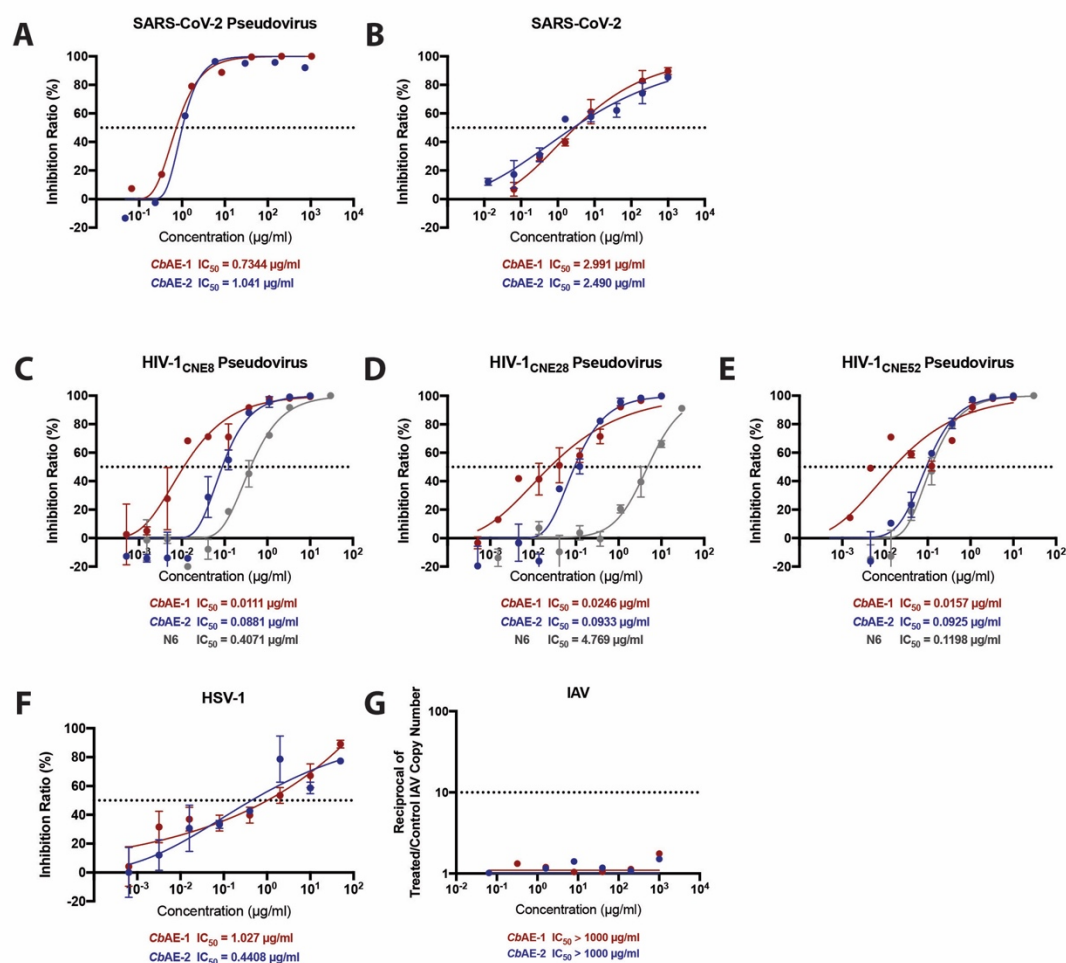 A
SARS-CoV-2 Pseudovirus
Inhibition Ratio (%)
100
80
60
40
20
0
-20
10-1 100 101 102 103 104
Concentration (µg/ml)
CbAE-1 IC50 = 0.7344 µg/ml
CbAE-2 IC50 = 1.041 µg/ml
B
SARS-CoV-2
Inhibition Ratio (%)
100
80
60
40
20
0
-20
10-2 10-1 100 101 102 103 104
Concentration (µg/ml)
CbAE-1 IC50 = 2.991 µg/ml
CbAE-2 IC50 = 2.490 µg/ml
C
HIV-1CNE8 Pseudovirus
Inhibition Ratio (%)
100
80
60
40
20
0
-20
10-3 10-2 10-1 100 101 102
Concentration (µg/ml)
CbAE-1 IC50 = 0.0111 µg/ml
CbAE-2 IC50 = 0.0881 µg/ml
N6 IC50 = 0.4071 µg/ml
D
HIV-1CNE28 Pseudovirus
Inhibition Ratio (%)
100
80
60
40
20
0
-20
10-3 10-2 10-1 100 101 102
Concentration (µg/ml)
CbAE-1 IC50 = 0.0246 µg/ml
CbAE-2 IC50 = 0.0933 µg/ml
N6 IC50 = 4.769 µg/ml
E
HIV-1CNE52 Pseudovirus
Inhibition Ratio (%)
100
80
60
40
20
0
-20
10-3 10-2 10-1 100 101 102
Concentration (µg/ml)
CbAE-1 IC50 = 0.0157 µg/ml
CbAE-2 IC50 = 0.0925 µg/ml
N6 IC50 = 0.1198 µg/ml
F
HSV-1
Inhibition Ratio (%)
100
80
60
40
20
0
-20
10-3 10-2 10-1 100 101 102
Concentration (µg/ml)
CbAE-1 IC50 = 1.027 µg/ml
CbAE-2 IC50 = 0.4408 µg/ml
G
IAV
Reciprocal of
Treated/Control IAV Copy Number
100
10
1
10-2 10-1 100 101 102 103 104
Concentration (µg/ml)
CbAE-1 IC50 > 1000 µg/ml
CbAE-2 IC50 > 1000 µg/ml